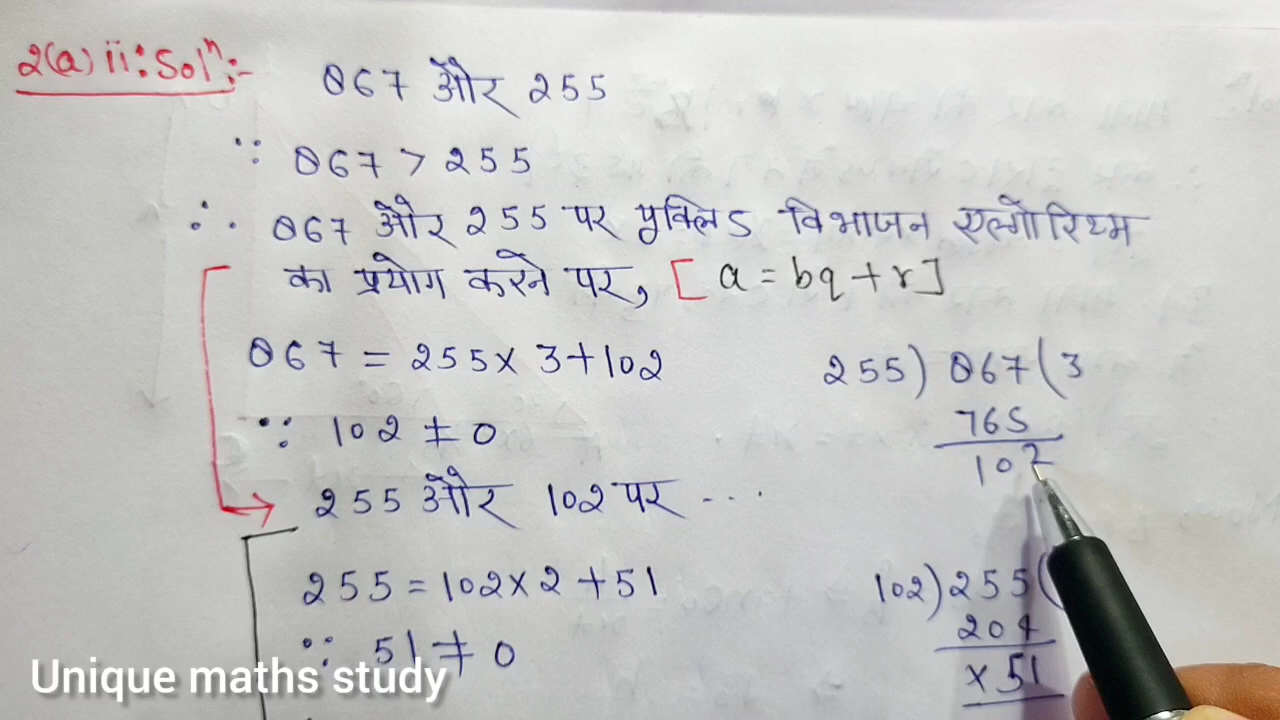 2(a) ii: Solⁿ:-
867 और 255
∵ 867 > 255
∴ 867 और 255 पर यूक्लिड विभाजन एल्गोरिथ्म
का प्रयोग करने पर, [a = bq + r]
867 = 255 × 3 + 102
255) 867 (3
765
102
∵ 102 ≠ 0
255 और 102 पर ----
255 = 102 × 2 + 51
102) 255 (
204
× 51
∵ 51 ≠ 0
Unique maths study